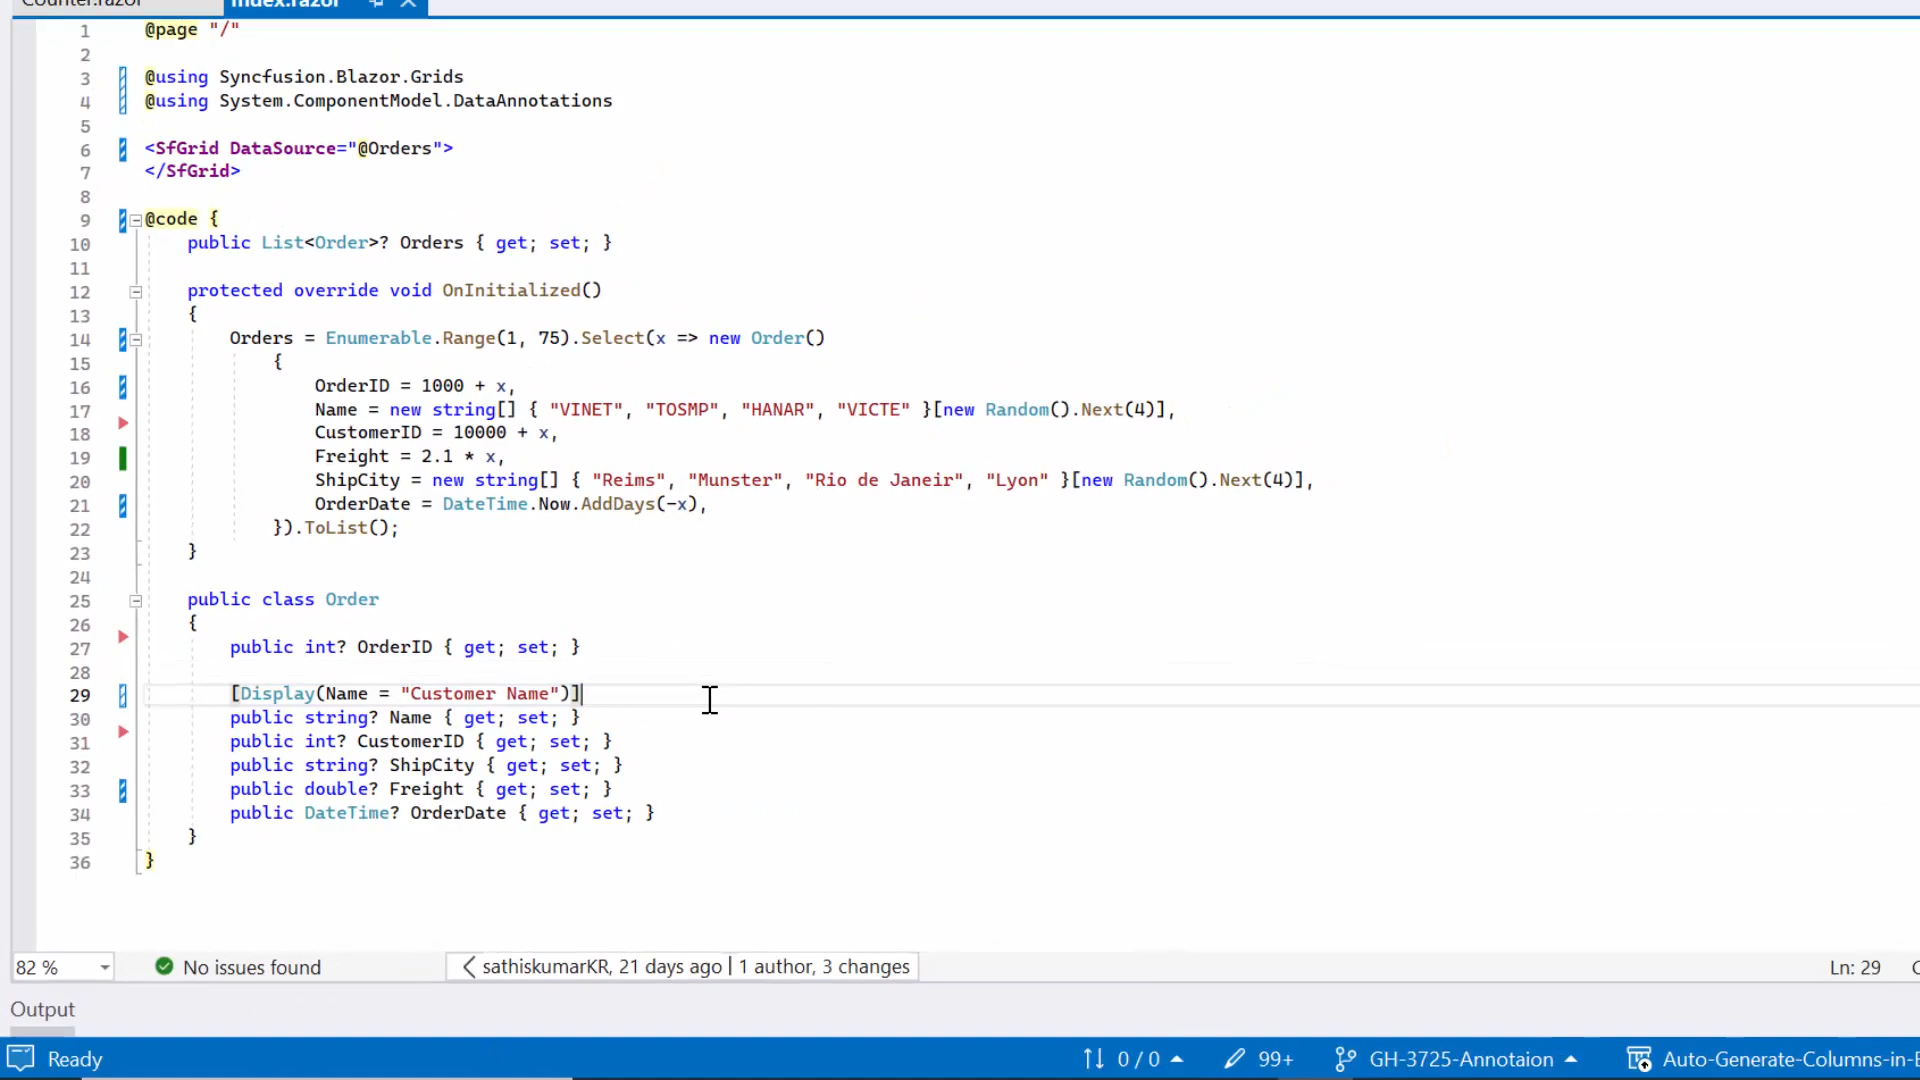 Counter.razor Index.razor
1 @page "/"
2
3 @using Syncfusion.Blazor.Grids
4 @using System.ComponentModel.DataAnnotations
5
6 <SfGrid DataSource="@Orders">
7 </SfGrid>
8
9 @code {
10 public List<Order>? Orders { get; set; }
11
12 protected override void OnInitialized()
13 {
14 Orders = Enumerable.Range(1, 75).Select(x => new Order()
15 {
16 OrderID = 1000 + x,
17 Name = new string[] { "VINET", "TOSMP", "HANAR", "VICTE" }[new Random().Next(4)],
18 CustomerID = 10000 + x,
19 Freight = 2.1 * x,
20 ShipCity = new string[] { "Reims", "Munster", "Rio de Janeir", "Lyon" }[new Random().Next(4)],
21 OrderDate = DateTime.Now.AddDays(-x),
22 }).ToList();
23 }
24
25 public class Order
26 {
27 public int? OrderID { get; set; }
28
29 [Display(Name = "Customer Name")]
30 public string? Name { get; set; }
31 public int? CustomerID { get; set; }
32 public string? ShipCity { get; set; }
33 public double? Freight { get; set; }
34 public DateTime? OrderDate { get; set; }
35 }
36 }
82 % No issues found sathiskumarKR, 21 days ago | 1 author, 3 changes Ln: 29
Output
Ready 0 / 0 99+ GH-3725-Annotaion Auto-Generate-Columns-in-